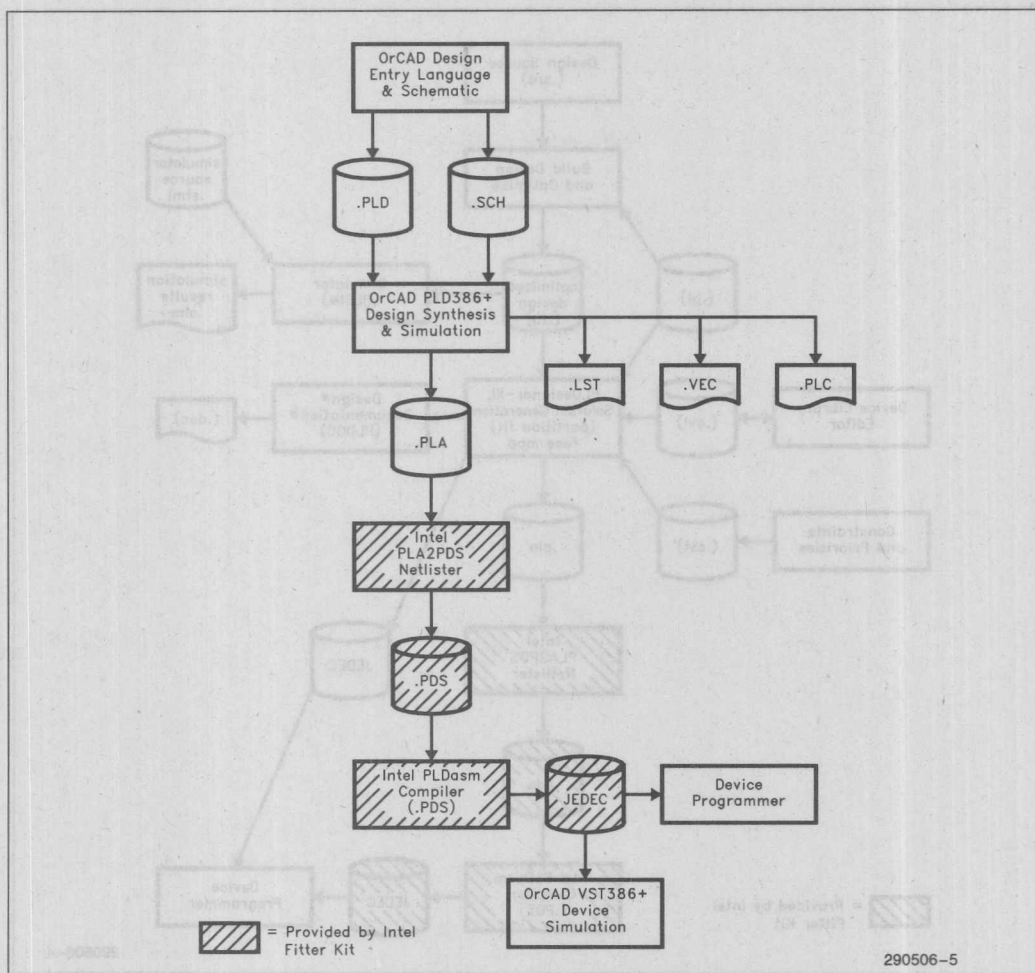 OrCAD Design
Entry Language
& Schematic
.PLD
.SCH
OrCAD PLD386+
Design Synthesis
& Simulation
.LST
.VEC
.PLC
.PLA
Intel
PLA2PDS
Netlister
.PDS
Intel PLDasm
Compiler
(.PDS)
JEDEC
Device
Programmer
OrCAD VST386+
Device
Simulation
= Provided by Intel
Fitter Kit
290506-5